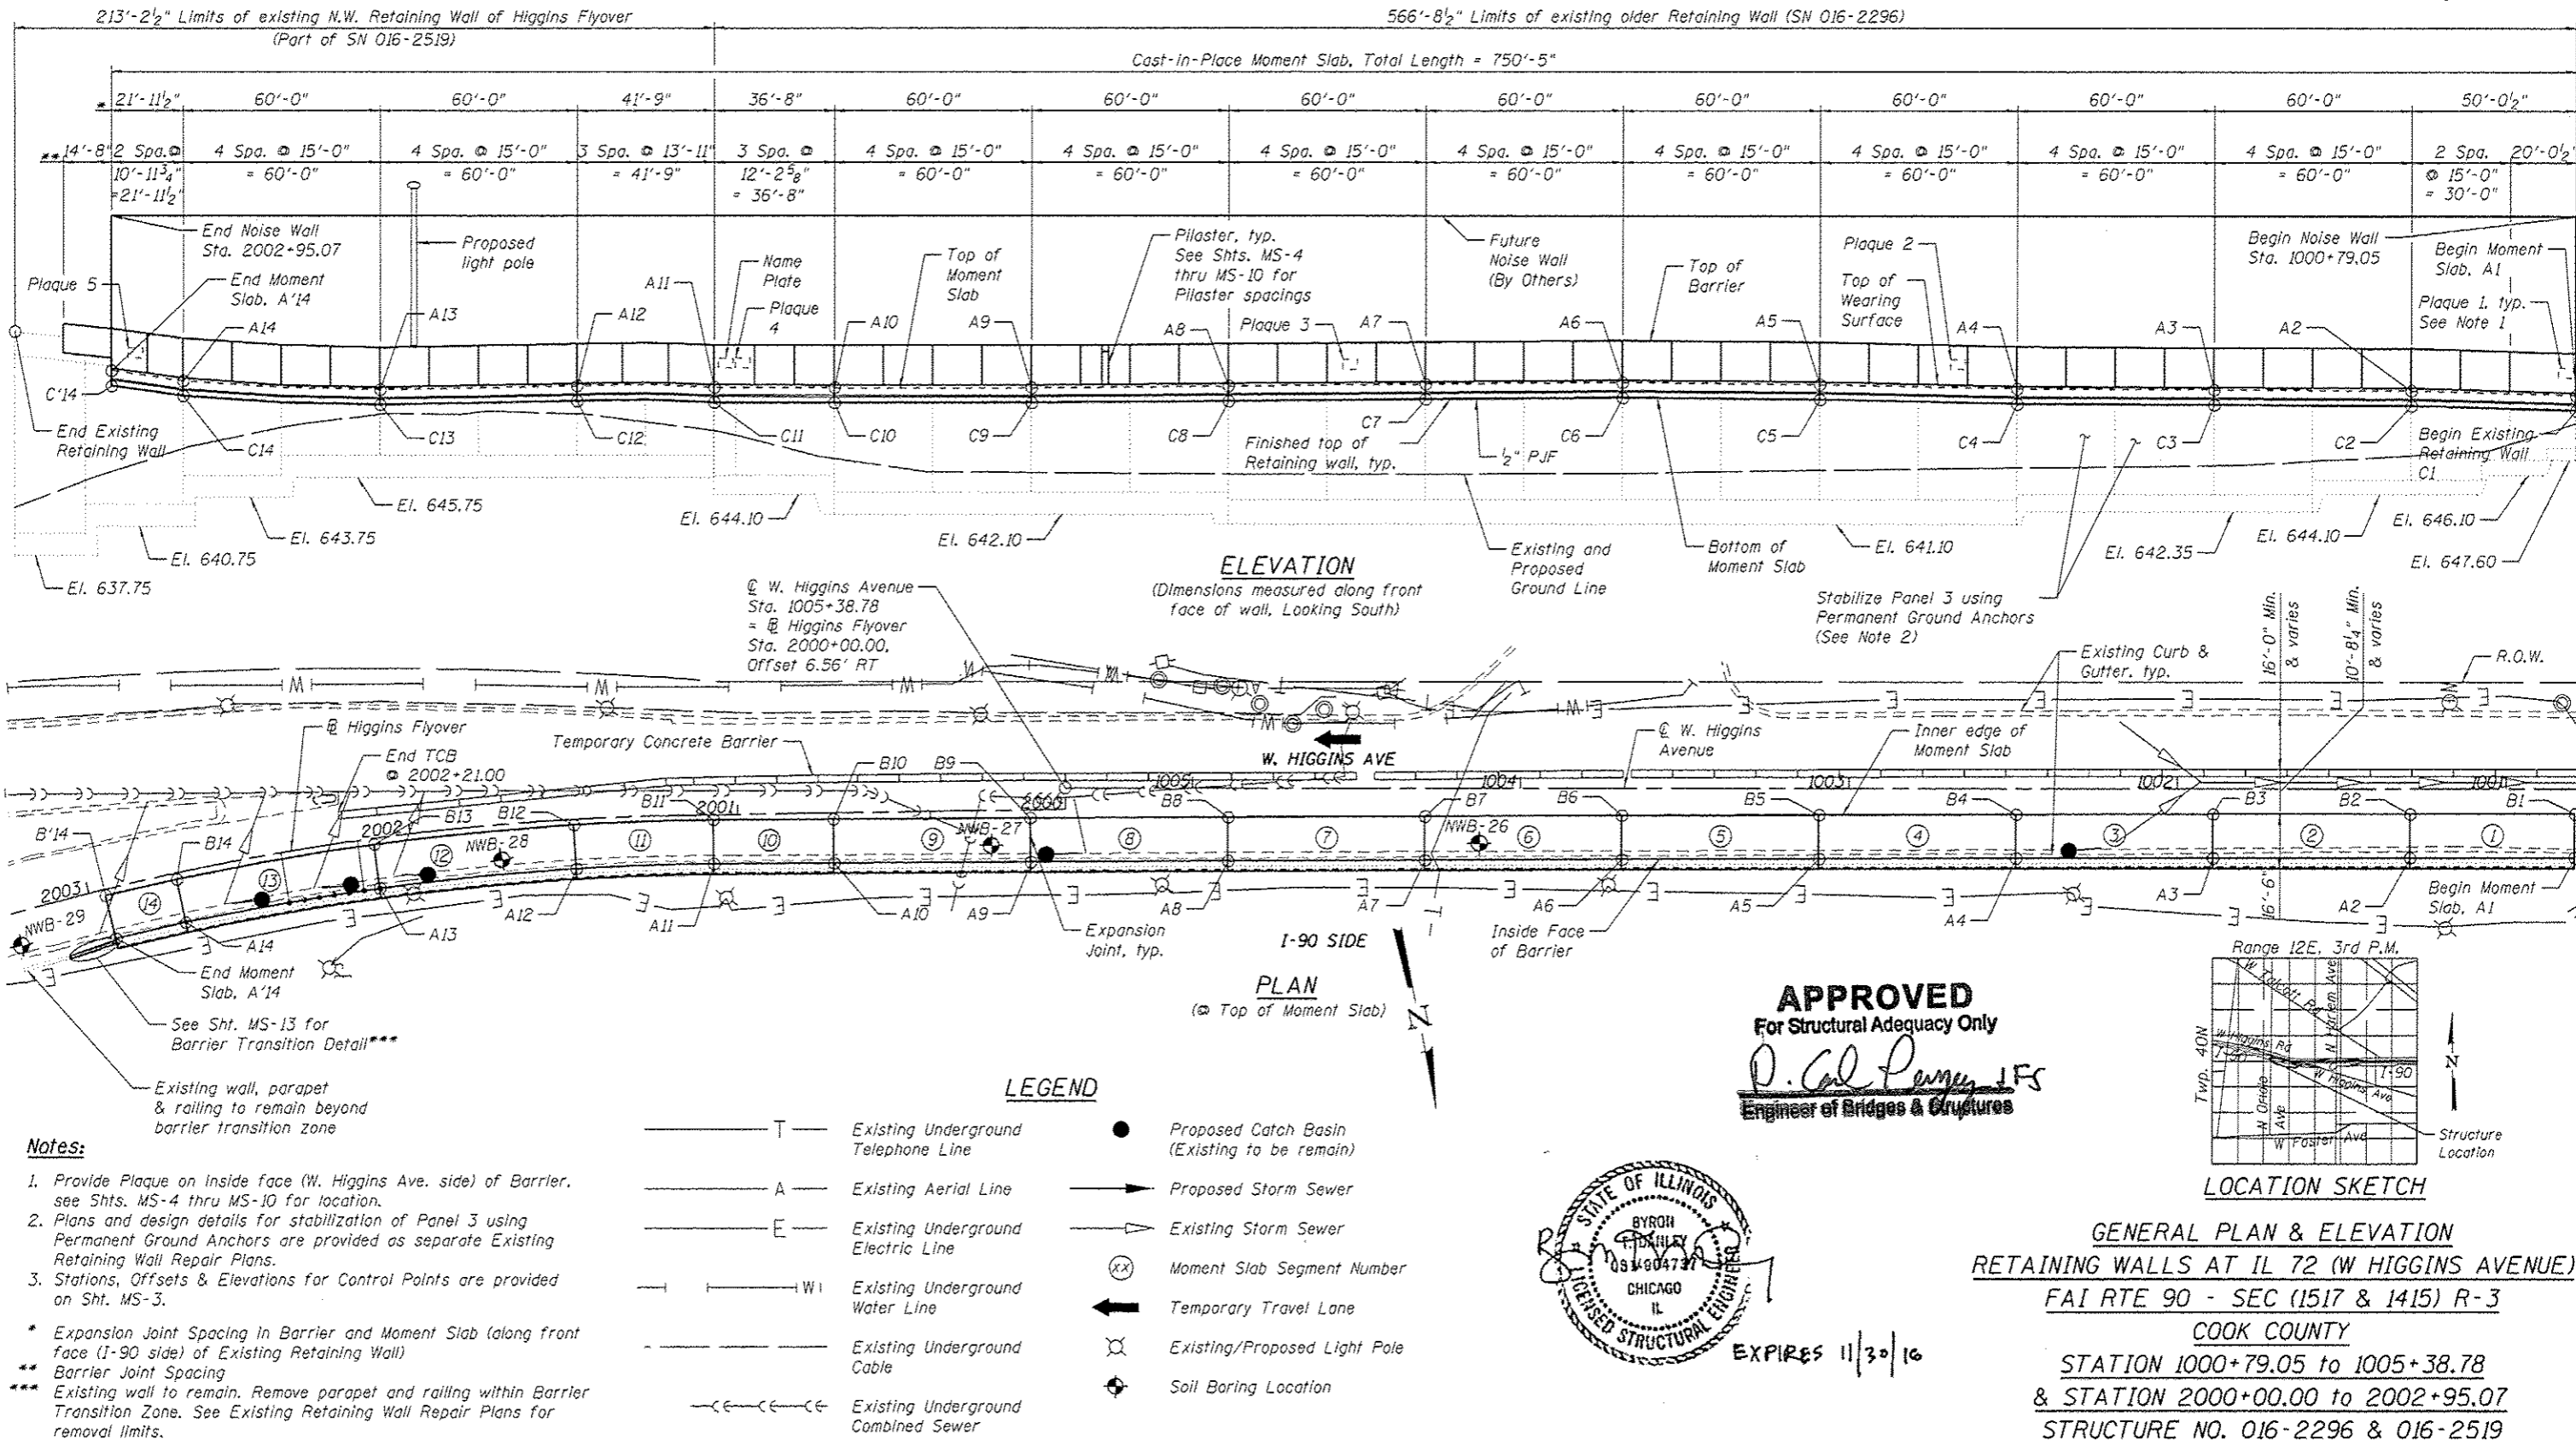 213'-2½" Limits of existing N.W. Retaining Wall of Higgins Flyover
(Part of SN 016-2519)
566'-8½" Limits of existing older Retaining Wall (SN 016-2296)
Cast-in-Place Moment Slab, Total Length = 750'-5"
* 21'-11½" 60'-0" 60'-0" 41'-9" 36'-8" 60'-0" 60'-0" 60'-0" 60'-0" 60'-0" 60'-0" 60'-0" 60'-0" 50'-0½"
** 14'-8" 2 Spa. @ 4 Spa. @ 15'-0" 4 Spa. @ 15'-0" 3 Spa. @ 13'-11" 3 Spa. @ 4 Spa. @ 15'-0" 4 Spa. @ 15'-0" 4 Spa. @ 15'-0" 4 Spa. @ 15'-0" 4 Spa. @ 15'-0" 4 Spa. @ 15'-0" 4 Spa. @ 15'-0" 4 Spa. @ 15'-0" 2 Spa. 20'-0½"
10'-11¾" = 60'-0" = 60'-0" = 41'-9" 12'-2⅝" = 60'-0" = 60'-0" = 60'-0" = 60'-0" = 60'-0" = 60'-0" = 60'-0" = 60'-0" @ 15'-0"
=21'-11½" = 36'-8" = 30'-0"
End Noise Wall
Sta. 2002+95.07
Plaque 5
End Moment
Slab, A'14
A14
Proposed
light pole
A13
A12
A11
Name
Plate
Plaque
4
Top of
Moment
Slab
A10
A9
Pilaster, typ.
See Shts. MS-4
thru MS-10 for
Pilaster spacings
A8
Plaque 3
A7
Future
Noise Wall
(By Others)
A6
Top of
Barrier
A5
Plaque 2
Top of
Wearing
Surface
A4
A3
Begin Noise Wall
Sta. 1000+79.05
A2
Begin Moment
Slab, A1
Plaque 1, typ.
See Note 1
C'14
End Existing
Retaining Wall
C14
C13
C12
C11
C10
C9
C8
C7
Finished top of
Retaining wall, typ.
½" PJF
C6
C5
C4
C3
C2
Begin Existing
Retaining Wall
C1
El. 637.75
El. 640.75
El. 643.75
El. 645.75
El. 644.10
El. 642.10
Existing and
Proposed
Ground Line
Bottom of
Moment Slab
El. 641.10
El. 642.35
El. 644.10
El. 646.10
El. 647.60
ELEVATION
(Dimensions measured along front
face of wall, Looking South)
℄ W. Higgins Avenue
Sta. 1005+38.78
= ℄ Higgins Flyover
Sta. 2000+00.00,
Offset 6.56' RT
Stabilize Panel 3 using
Permanent Ground Anchors
(See Note 2)
16'-0" Min.
& varies
10'-8¼" Min.
& varies
Existing Curb &
Gutter, typ.
R.O.W.
W W W W W
E E E E E
℄ Higgins Flyover
End TCB
@ 2002+21.00
Temporary Concrete Barrier
W. HIGGINS AVE
℄ W. Higgins
Avenue
Inner edge of
Moment Slab
B'14 B14 B13 B12 B11 B10 B9 B8 B7 B6 B5 B4 B3 B2 B1
2003 2002 2001 2000 1005 1004 1003 1002 1001
NWB-29 NWB-28 NWB-27 NWB-26
14 13 12 11 10 9 8 7 6 5 4 3 2 1
A14 A13 A12 A11 A10 A9 A8 A7 A6 A5 A4 A3 A2
16'-6"
Begin Moment
Slab, A1
End Moment
Slab, A'14
Expansion
Joint, typ.
I-90 SIDE
Inside Face
of Barrier
See Sht. MS-13 for
Barrier Transition Detail***
Existing wall, parapet
& railing to remain beyond
barrier transition zone
PLAN
(@ Top of Moment Slab)
N
APPROVED
For Structural Adequacy Only
Engineer of Bridges & Structures
Range 12E, 3rd P.M.
Twp. 40N
W Talcott Rd
N Harlem Ave
W Higgins Rd
I-90
I-90
W Higgins Ave
N Oriole
Ave
W Foster Ave
N
Structure
Location
LOCATION SKETCH
Notes:
1. Provide Plaque on inside face (W. Higgins Ave. side) of Barrier.
see Shts. MS-4 thru MS-10 for location.
2. Plans and design details for stabilization of Panel 3 using
Permanent Ground Anchors are provided as separate Existing
Retaining Wall Repair Plans.
3. Stations, Offsets & Elevations for Control Points are provided
on Sht. MS-3.
* Expansion Joint Spacing in Barrier and Moment Slab (along front
face (I-90 side) of Existing Retaining Wall)
** Barrier Joint Spacing
*** Existing wall to remain. Remove parapet and railing within Barrier
Transition Zone. See Existing Retaining Wall Repair Plans for
removal limits.
LEGEND
T Existing Underground
Telephone Line
A Existing Aerial Line
E Existing Underground
Electric Line
W Existing Underground
Water Line
Existing Underground
Cable
Existing Underground
Combined Sewer
Proposed Catch Basin
(Existing to be remain)
Proposed Storm Sewer
Existing Storm Sewer
XX Moment Slab Segment Number
Temporary Travel Lane
Existing/Proposed Light Pole
Soil Boring Location
STATE OF ILLINOIS
BYRON
CHICAGO
IL
LICENSED STRUCTURAL ENGINEER
EXPIRES 11/30/16
GENERAL PLAN & ELEVATION
RETAINING WALLS AT IL 72 (W HIGGINS AVENUE)
FAI RTE 90 - SEC (1517 & 1415) R-3
COOK COUNTY
STATION 1000+79.05 to 1005+38.78
& STATION 2000+00.00 to 2002+95.07
STRUCTURE NO. 016-2296 & 016-2519